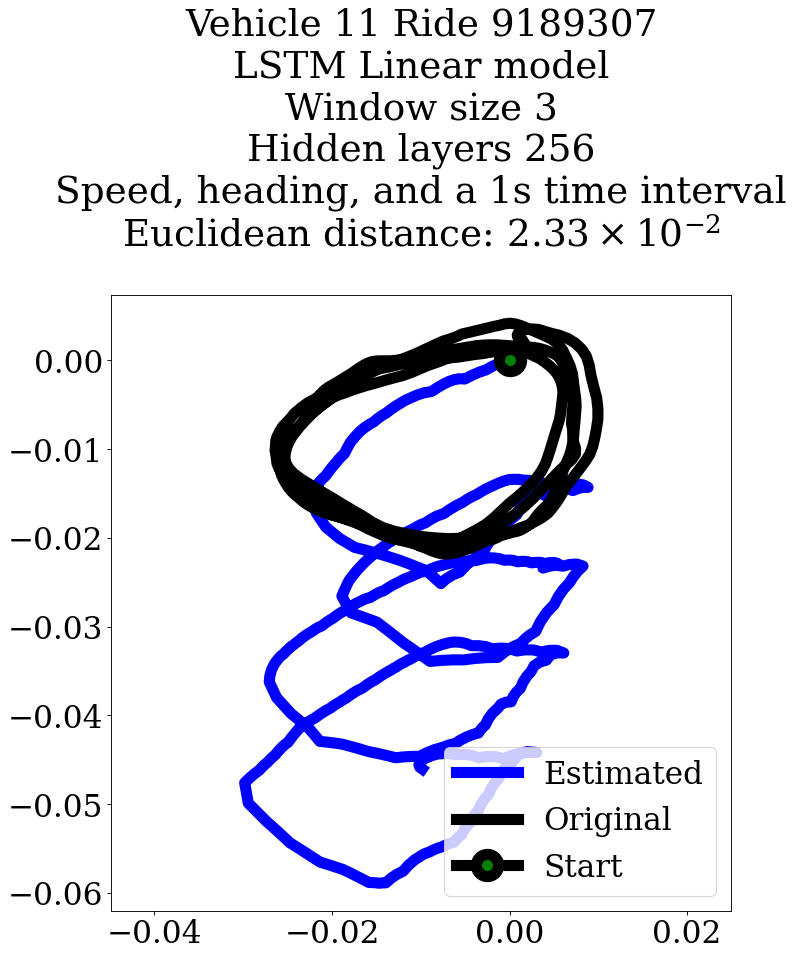 Vehicle 11 Ride 9189307
LSTM Linear model
Window size 3
Hidden layers 256
Speed, heading, and a 1s time interval
Euclidean distance: 2.33 × 10⁻²
0.00
−0.01
−0.02
−0.03
−0.04
−0.05
−0.06
Estimated
Original
Start
−0.04 −0.02 0.00 0.02